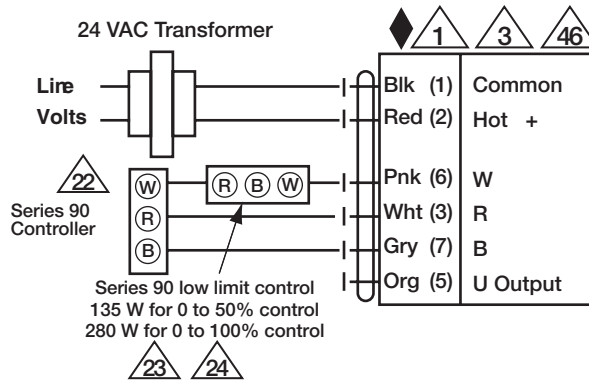 24 VAC Transformer
1 3 46
Line
Volts
Blk (1) Common
Red (2) Hot +
22
Series 90
Controller
W
R
B
R B W
Pnk (6) W
Wht (3) R
Gry (7) B
Org (5) U Output
Series 90 low limit control
135 W for 0 to 50% control
280 W for 0 to 100% control
23 24